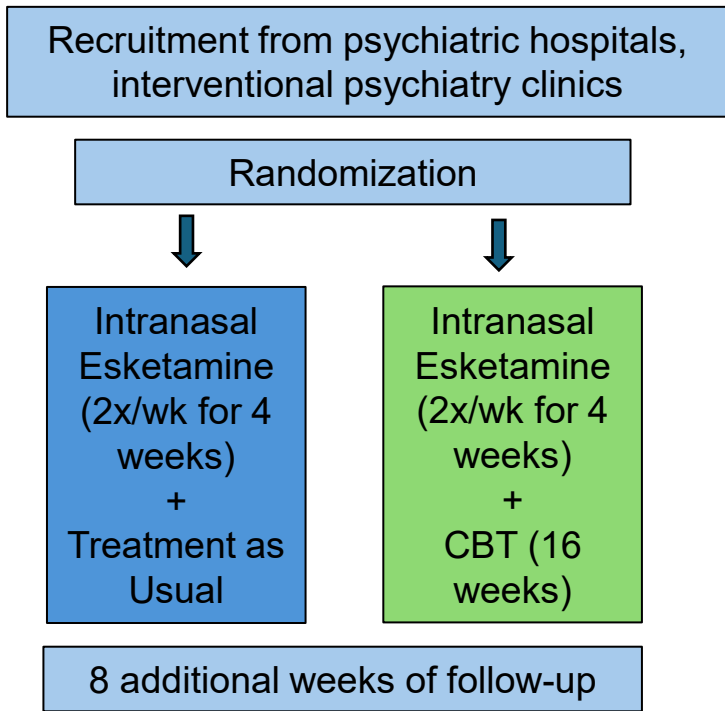 Recruitment from psychiatric hospitals,
interventional psychiatry clinics
Randomization
Intranasal
Esketamine
(2x/wk for 4
weeks)
+
Treatment as
Usual
Intranasal
Esketamine
(2x/wk for 4
weeks)
+
CBT (16
weeks)
8 additional weeks of follow-up